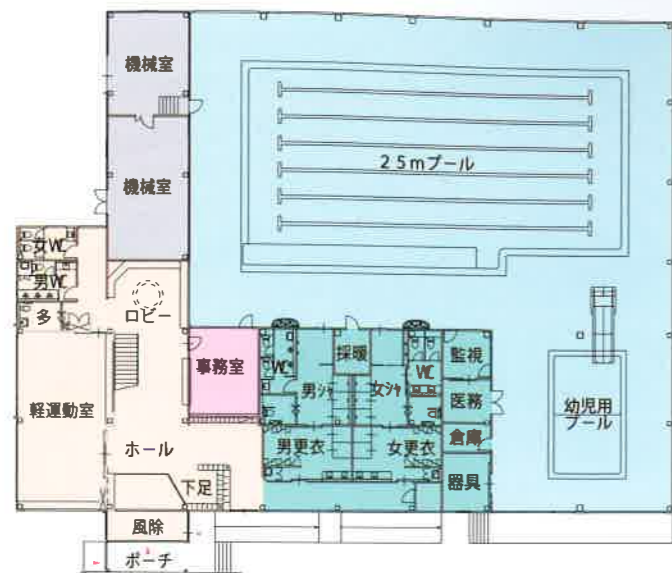 機械室
機械室
25mプール
女WC
男WC
多
ロビー
事務室
WC
採暖
男シャ
女シャ
WC
監視
医務
倉庫
器具
幼児用
プール
軽運動室
ホール
下足
男更衣
女更衣
風除
ポーチ